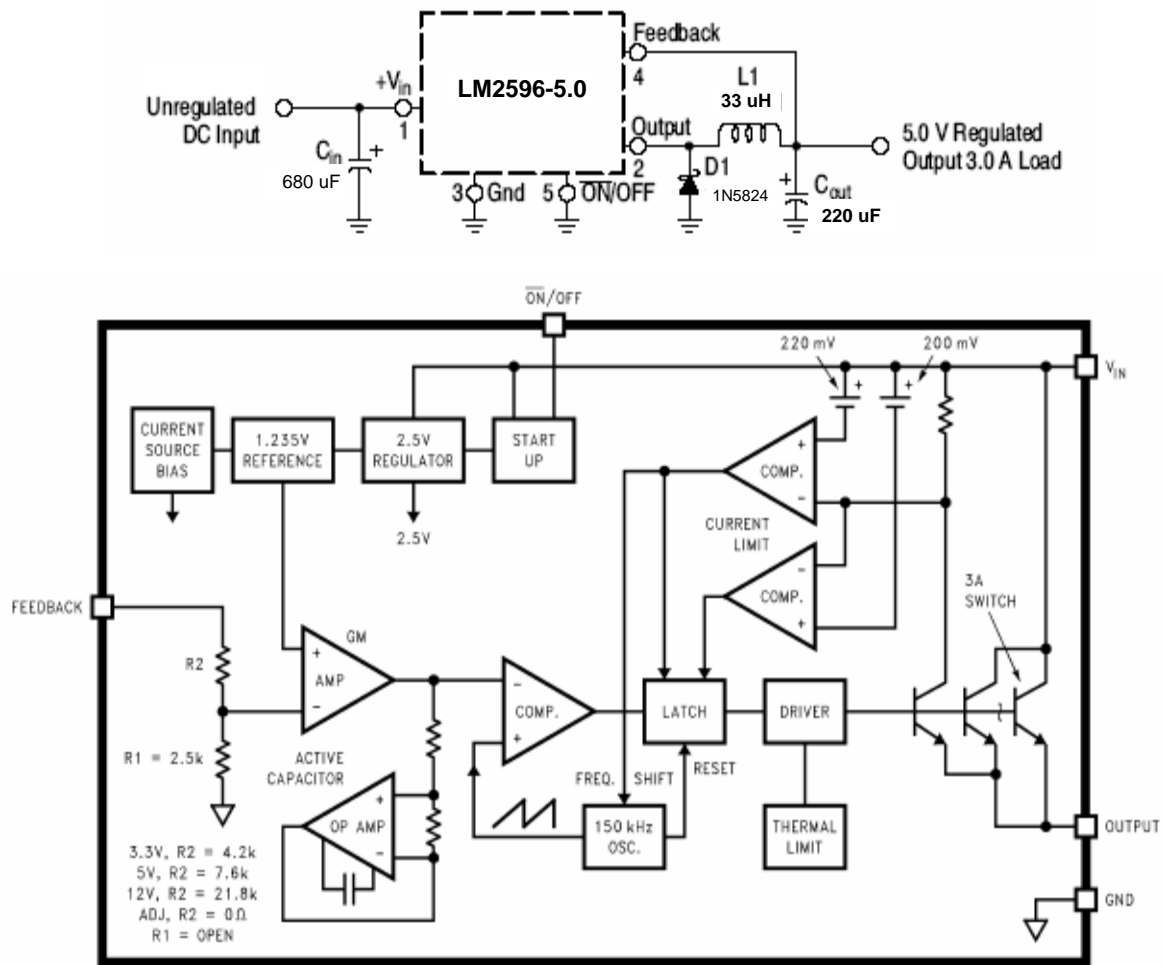 Feedback
4
LM2596-5.0
L1
33 uH
+Vin
1
Unregulated
DC Input
Output
2
5.0 V Regulated
Output 3.0 A Load
Cin
+
680 uF
D1
1N5824
+
Cout
220 uF
3
Gnd
5
ON/OFF
ON/OFF
220 mV
200 mV
+
+
VIN
CURRENT
SOURCE
BIAS
1.235V
REFERENCE
2.5V
REGULATOR
START
UP
2.5V
+
COMP.
−
CURRENT
LIMIT
−
COMP.
+
3A
SWITCH
FEEDBACK
R2
GM
+
AMP
−
−
COMP.
+
LATCH
DRIVER
R1 = 2.5k
ACTIVE
CAPACITOR
FREQ. SHIFT
RESET
+
OP AMP
−
150 kHz
OSC.
THERMAL
LIMIT
OUTPUT
3.3V, R2 = 4.2k
5V, R2 = 7.6k
12V, R2 = 21.8k
ADJ, R2 = 0Ω
R1 = OPEN
GND